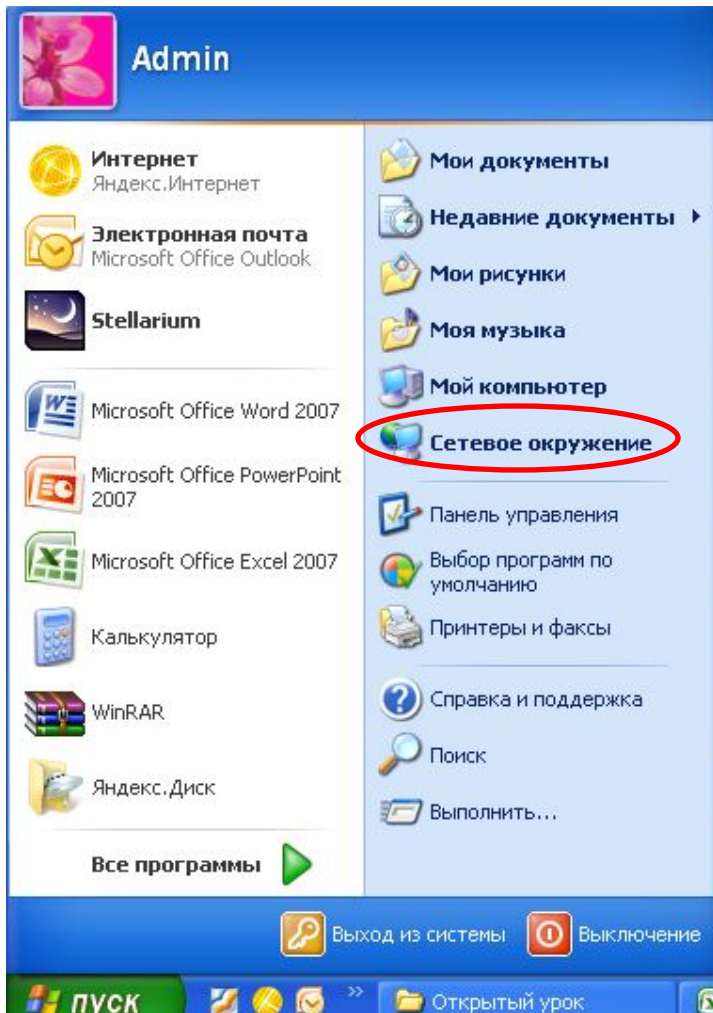 Admin
Интернет
Яндекс.Интернет
Электронная почта
Microsoft Office Outlook
Stellarium
Microsoft Office Word 2007
Microsoft Office PowerPoint
2007
Microsoft Office Excel 2007
Калькулятор
WinRAR
Яндекс.Диск
Все программы
Мои документы
Недавние документы
Мои рисунки
Моя музыка
Мой компьютер
Сетевое окружение
Панель управления
Выбор программ по
умолчанию
Принтеры и факсы
Справка и поддержка
Поиск
Выполнить...
Выход из системы
Выключение
пуск
Открытый урок